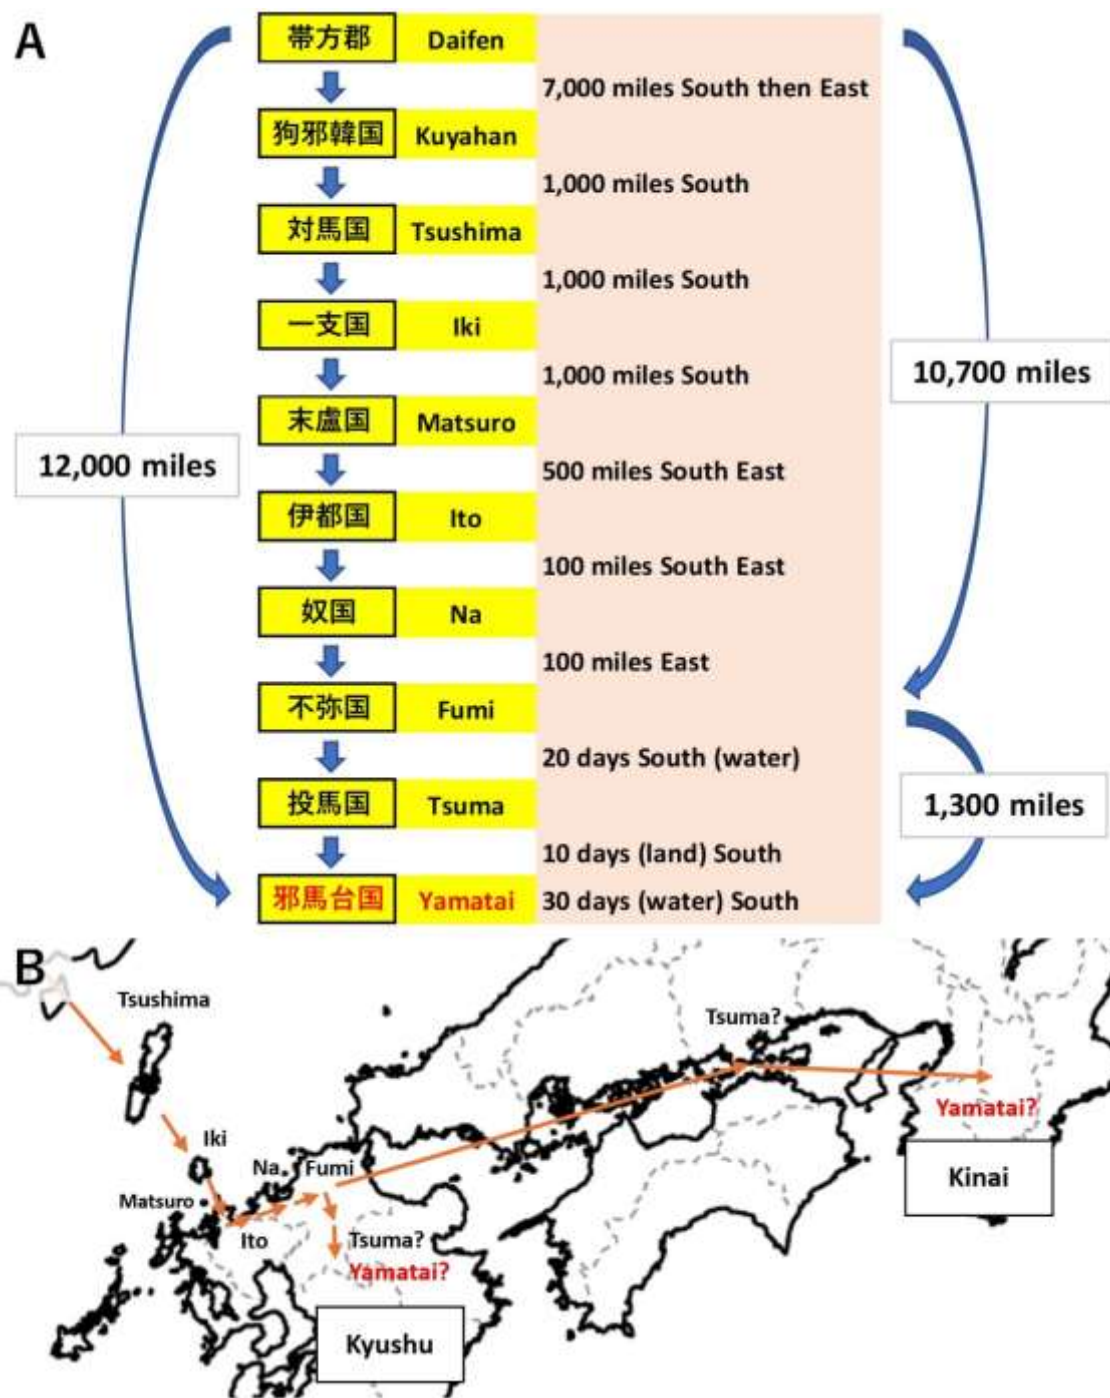 A
帯方郡 Daifen
7,000 miles South then East
狗邪韓国 Kuyahan
1,000 miles South
対馬国 Tsushima
1,000 miles South
一支国 Iki
1,000 miles South
10,700 miles
末盧国 Matsuro
12,000 miles
500 miles South East
伊都国 Ito
100 miles South East
奴国 Na
100 miles East
不弥国 Fumi
20 days South (water)
投馬国 Tsuma
1,300 miles
10 days (land) South
邪馬台国 Yamatai 30 days (water) South
B
Tsushima
Tsuma?
Yamatai?
Iki
Na
Fumi
Kinai
Matsuro
Ito
Tsuma?
Yamatai?
Kyushu